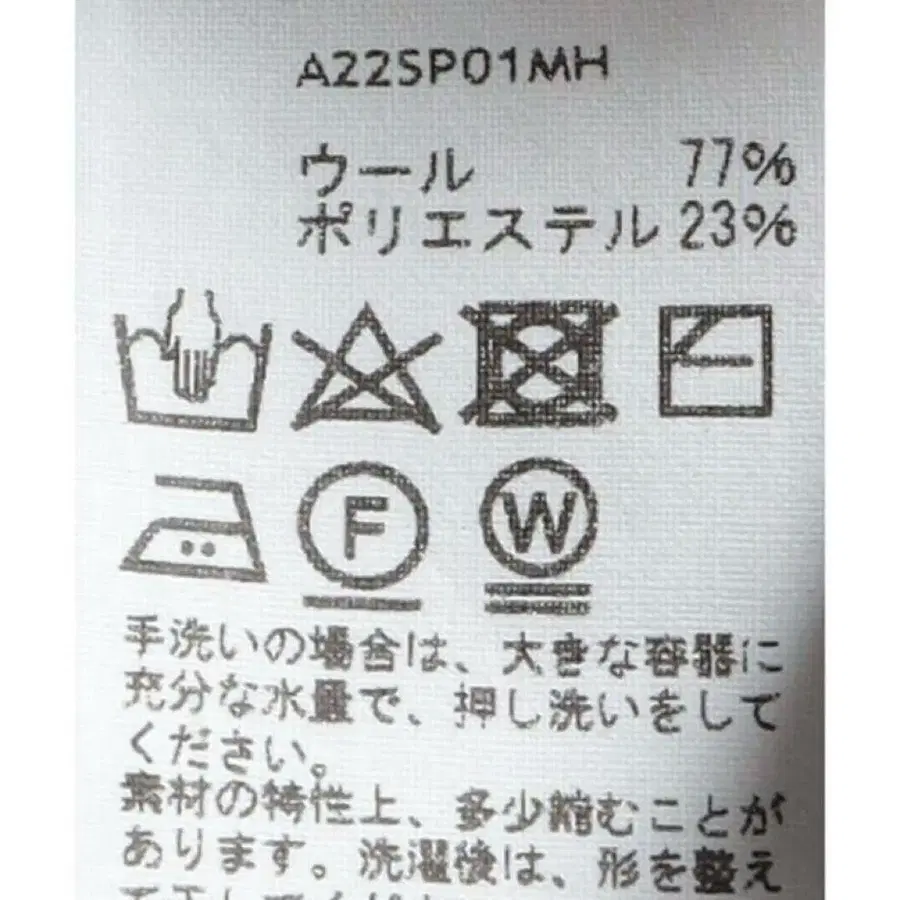 A22SP01MH
ウール 77%
ポリエステル 23%
F W
手洗いの場合は、大きな容器に
充分な水量で、押し洗いをして
ください。
素材の特性上、多少縮むことが
あります。洗濯後は、形を整え